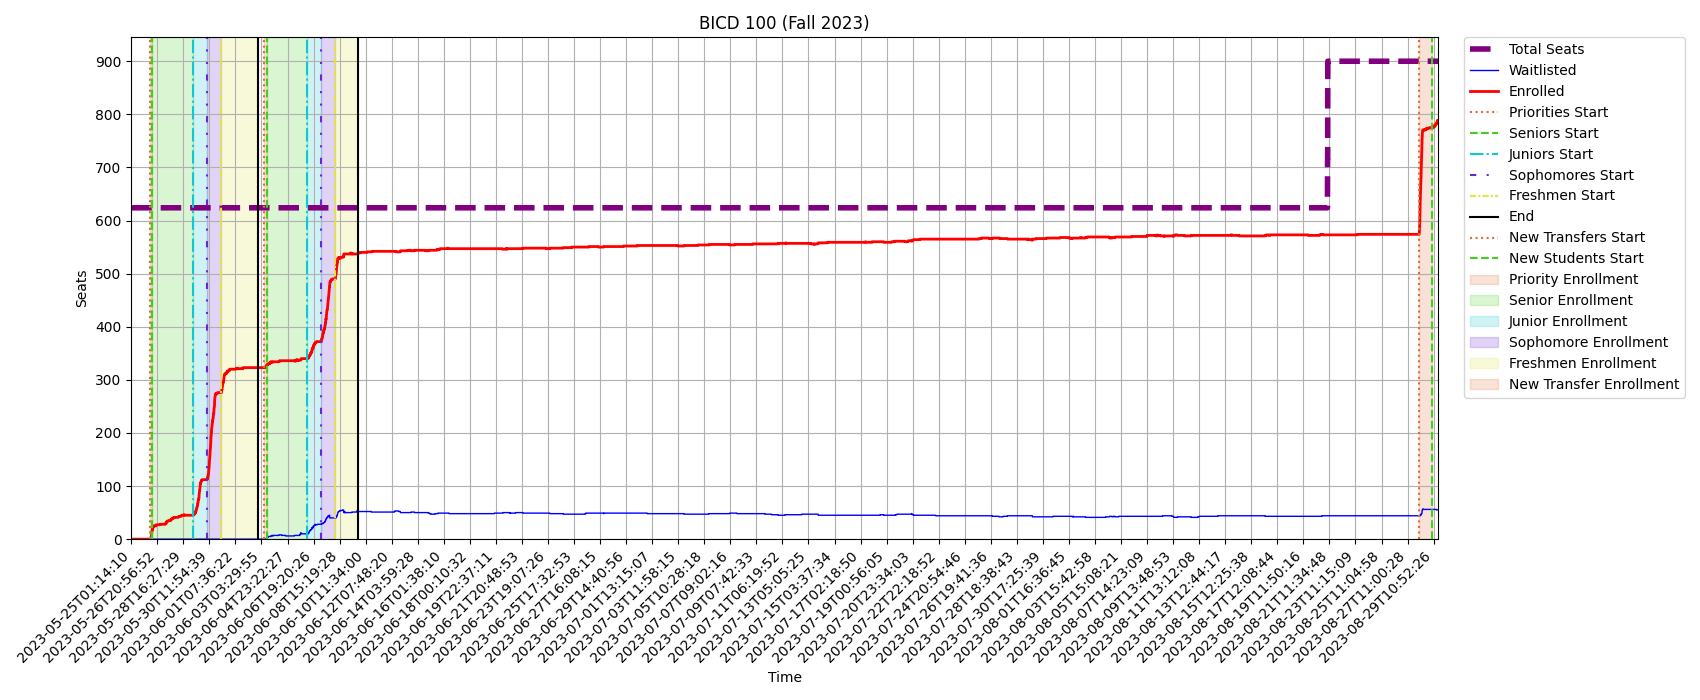 BICD 100 (Fall 2023)
Seats
900
800
700
600
500
400
300
200
100
0
2023-05-25T01:14:10
2023-05-26T20:56:52
2023-05-28T16:27:29
2023-05-30T11:54:39
2023-06-01T07:36:22
2023-06-03T03:29:55
2023-06-04T23:22:27
2023-06-06T19:20:26
2023-06-08T15:19:28
2023-06-10T11:34:00
2023-06-12T07:48:20
2023-06-14T03:59:28
2023-06-16T01:38:10
2023-06-18T00:10:32
2023-06-19T22:37:11
2023-06-21T20:48:53
2023-06-23T19:07:26
2023-06-25T17:32:53
2023-06-27T16:08:15
2023-06-29T14:40:56
2023-07-01T13:15:07
2023-07-03T11:58:15
2023-07-05T10:28:18
2023-07-07T09:02:16
2023-07-09T07:42:33
2023-07-11T06:19:52
2023-07-13T05:05:25
2023-07-15T03:37:34
2023-07-17T02:18:50
2023-07-19T00:56:05
2023-07-20T23:34:03
2023-07-22T22:18:52
2023-07-24T20:54:46
2023-07-26T19:41:36
2023-07-28T18:38:43
2023-07-30T17:25:39
2023-08-01T16:36:45
2023-08-03T15:42:58
2023-08-05T15:08:21
2023-08-07T14:23:09
2023-08-09T13:48:53
2023-08-11T13:12:08
2023-08-13T12:44:17
2023-08-15T12:25:38
2023-08-17T12:08:44
2023-08-19T11:50:16
2023-08-21T11:34:48
2023-08-23T11:15:09
2023-08-25T11:04:58
2023-08-27T11:00:28
2023-08-29T10:52:26
Time
Total Seats
Waitlisted
Enrolled
Priorities Start
Seniors Start
Juniors Start
Sophomores Start
Freshmen Start
End
New Transfers Start
New Students Start
Priority Enrollment
Senior Enrollment
Junior Enrollment
Sophomore Enrollment
Freshmen Enrollment
New Transfer Enrollment